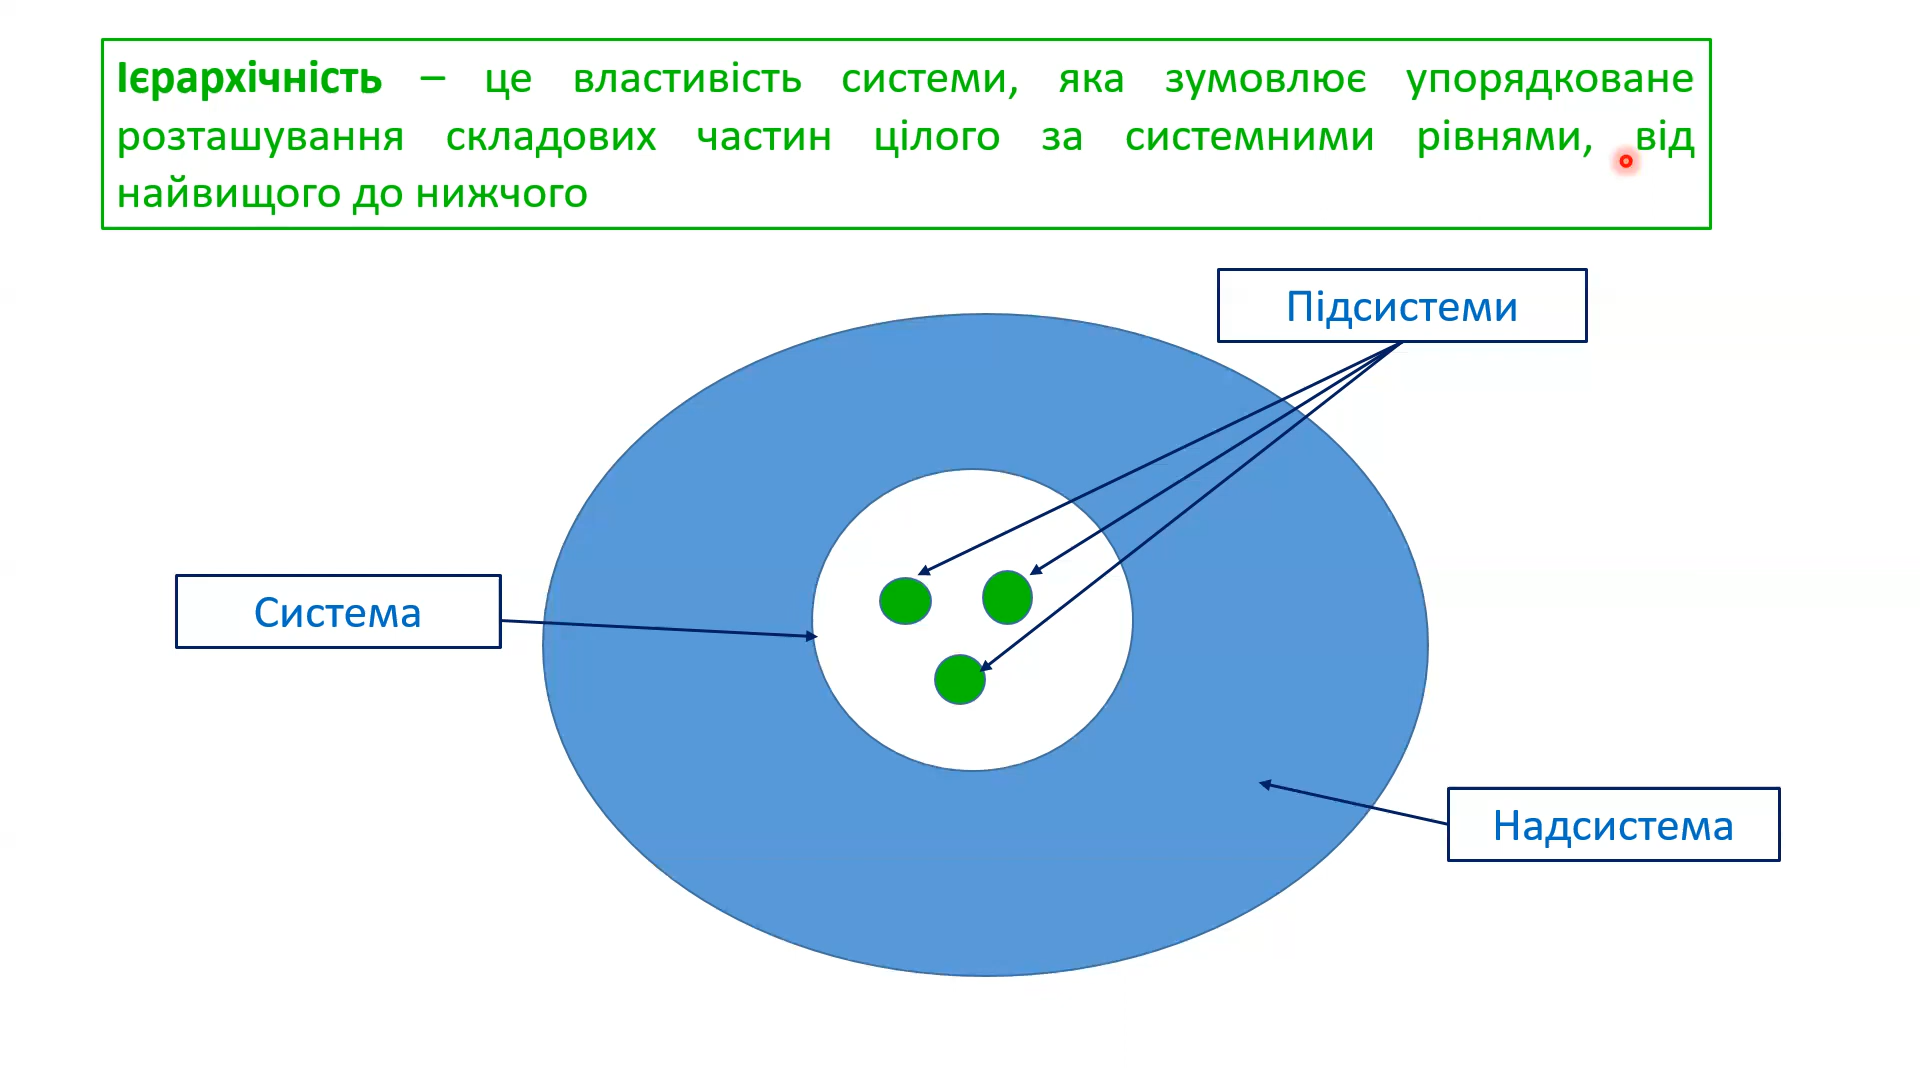 Ієрархічність – це властивість системи, яка зумовлює упорядковане
розташування складових частин цілого за системними рівнями, від
найвищого до нижчого
Підсистеми
Система
Надсистема